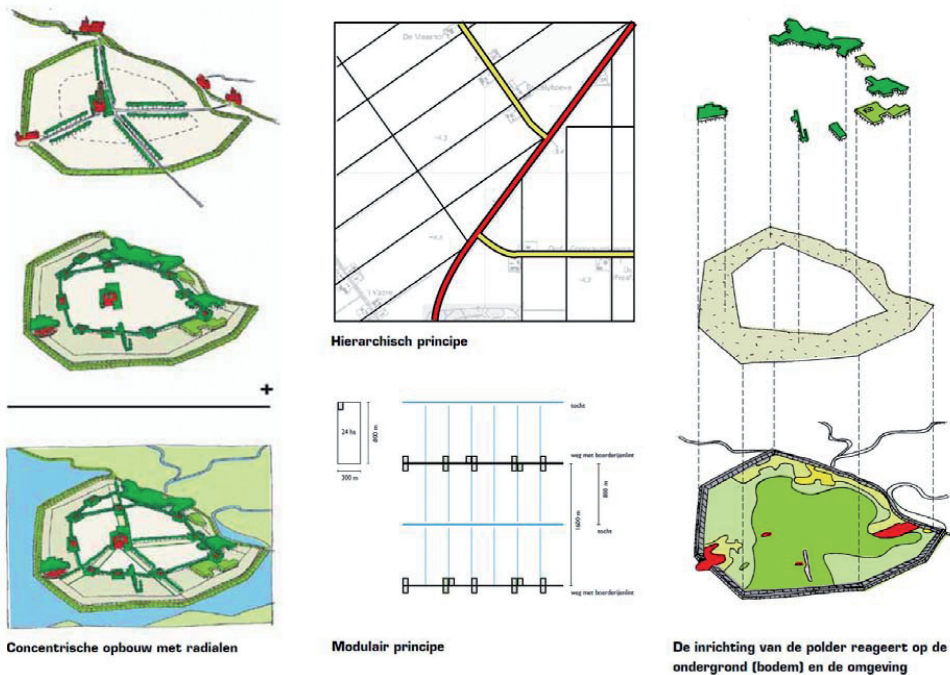 +
Concentrische opbouw met radialen
-4.3
-4.2
-4.2
Hierarchisch principe
24 ha
800 m
300 m
tocht
weg met boerderijenlint
1600 m
800 m
tocht
weg met boerderijenlint
Modulair principe
De inrichting van de polder reageert op de
ondergrond (bodem) en de omgeving